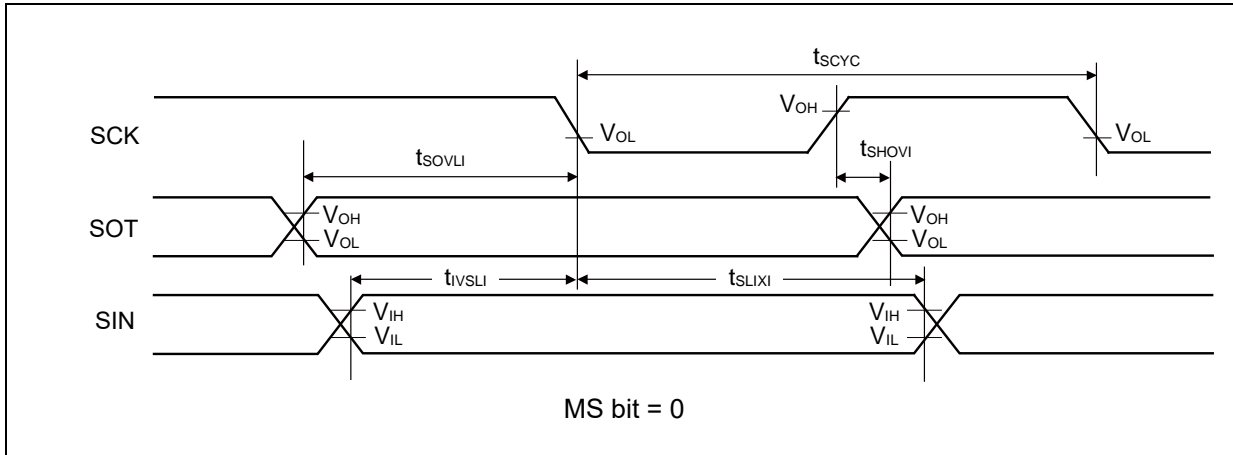 tSCYC
VOH
SCK
VOL
VOL
tSOVLI
tSHOVI
VOH
VOH
SOT
VOL
VOL
tIVSLI
tSLIXI
VIH
VIH
SIN
VIL
VIL
MS bit = 0